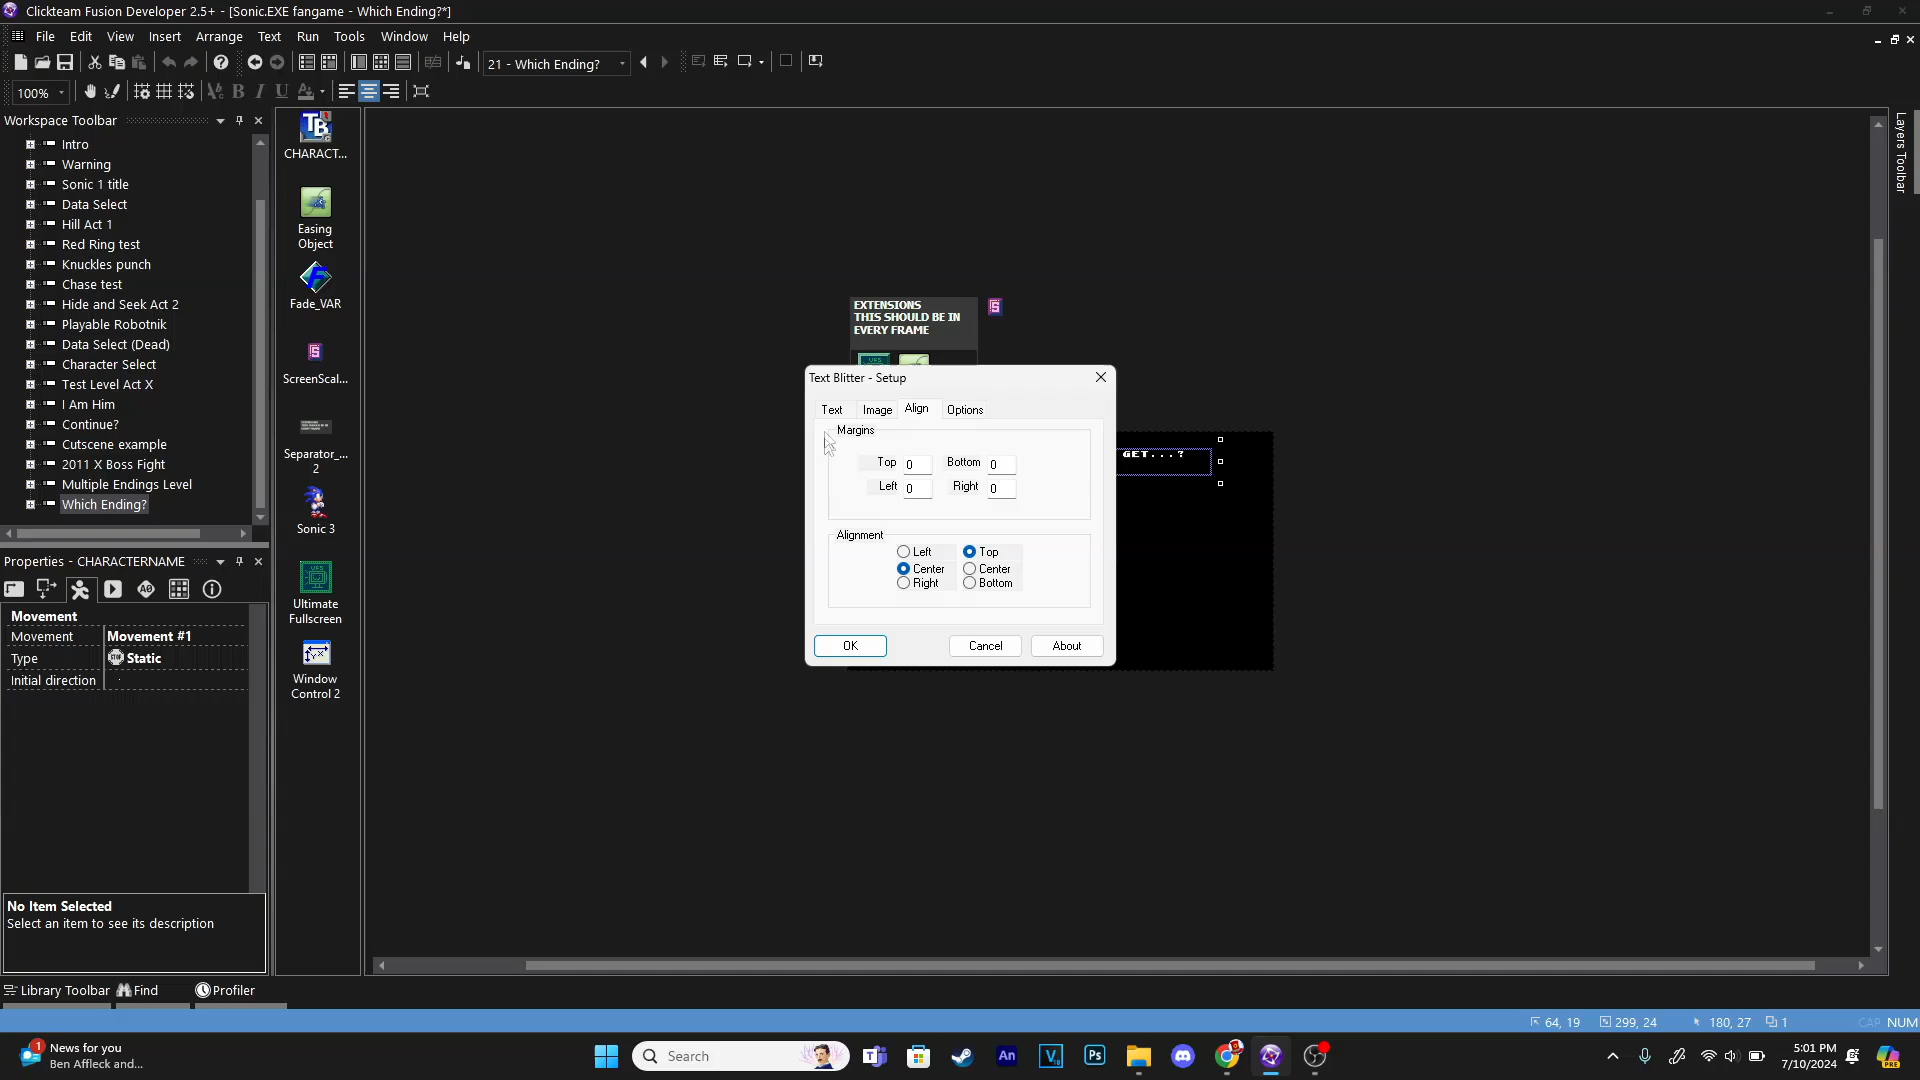 Clickteam Fusion Developer 2.5+ - [Sonic.EXE fangame - Which Ending?*]
File Edit View Insert Arrange Text Run Tools Window Help
21 - Which Ending?
100%
Workspace Toolbar
Intro
Warning
Sonic 1 title
Data Select
Hill Act 1
Red Ring test
Knuckles punch
Chase test
Hide and Seek Act 2
Playable Robotnik
Data Select (Dead)
Character Select
Test Level Act X
I Am Him
Continue?
Cutscene example
2011 X Boss Fight
Multiple Endings Level
Which Ending?
Properties - CHARACTERNAME
Movement
Movement Movement #1
Type Static
Initial direction
No Item Selected
Select an item to see its description
Library Toolbar Find Profiler
CHARACT...
Easing
Object
Fade_VAR
ScreenScal...
Separator_...
2
Sonic 3
Ultimate
Fullscreen
Window
Control 2
EXTENSIONS
THIS SHOULD BE IN
EVERY FRAME
Text Blitter - Setup
Text Image Align Options
Margins
Top 0 Bottom 0
Left 0 Right 0
Alignment
Left Top
Center Center
Right Bottom
OK Cancel About
GET...?
Layers Toolbar
64, 19 299, 24 180, 27 1 CAP NUM
News for you
Ben Affleck and...
Search
5:01 PM
7/10/2024